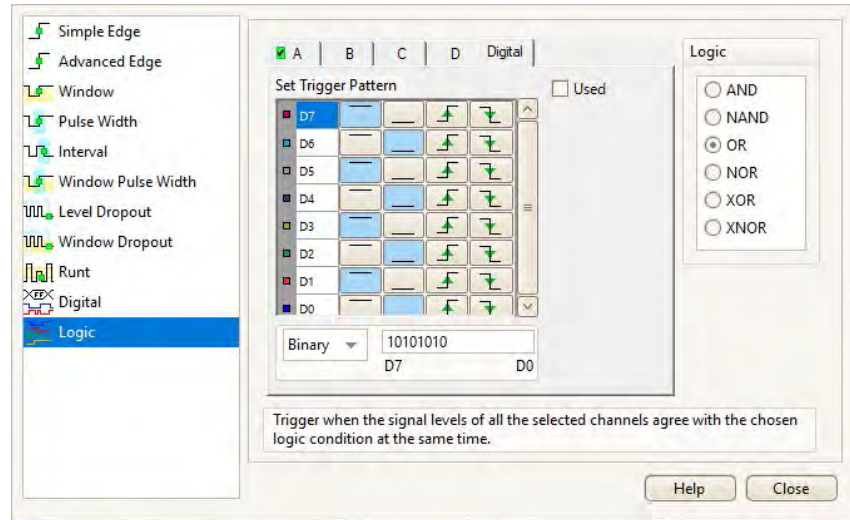 Simple Edge
Advanced Edge
Window
Pulse Width
Interval
Window Pulse Width
Level Dropout
Window Dropout
Runt
Digital
Logic
A B C D Digital
Set Trigger Pattern
Used
D7
D6
D5
D4
D3
D2
D1
D0
Binary 10101010
D7 D0
Logic
AND
NAND
OR
NOR
XOR
XNOR
Trigger when the signal levels of all the selected channels agree with the chosen
logic condition at the same time.
Help Close